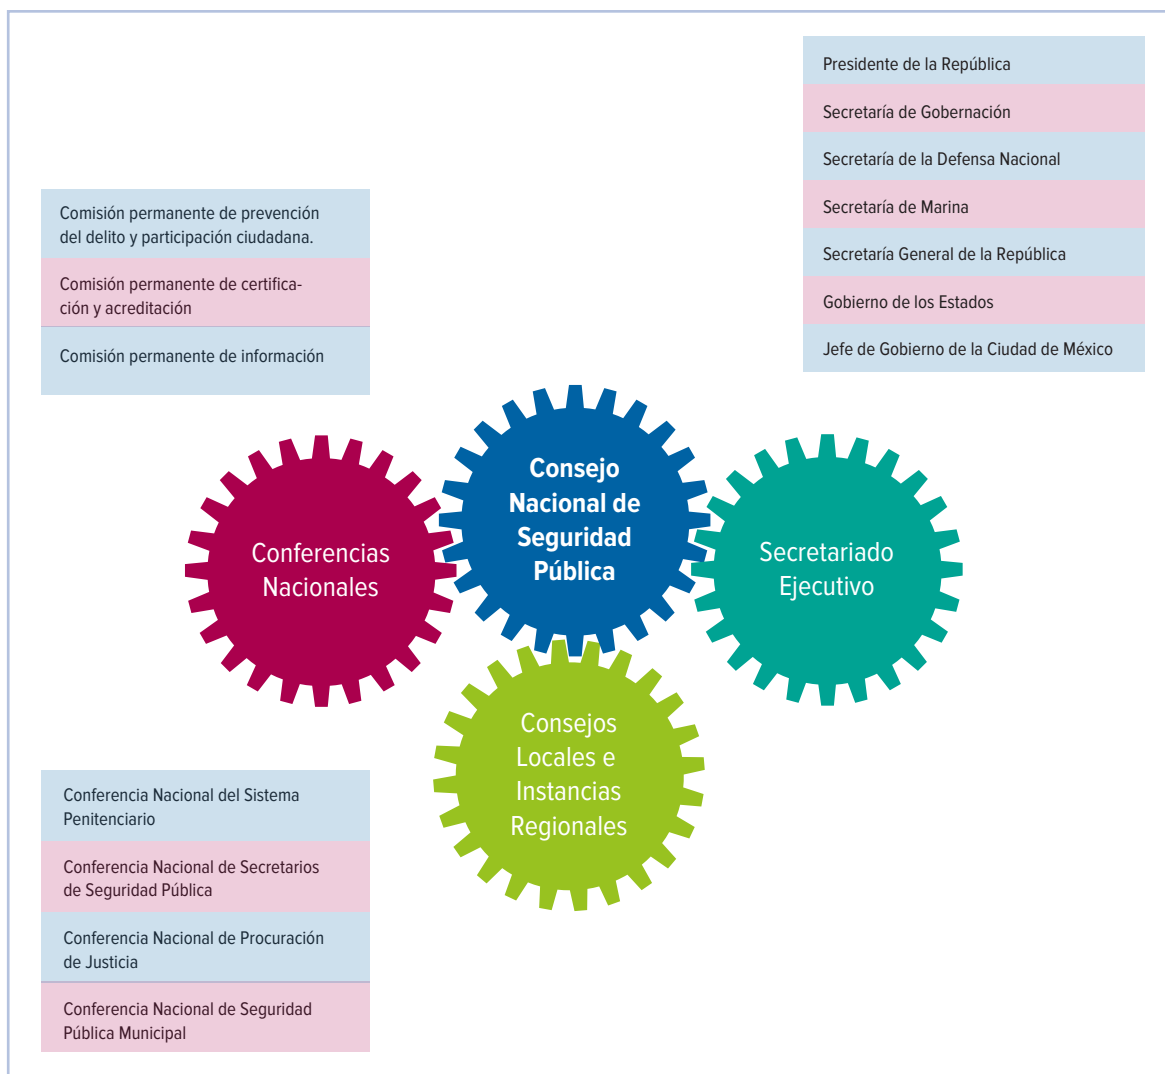 Presidente de la República
Secretaría de Gobernación
Secretaría de la Defensa Nacional
Secretaría de Marina
Secretaría General de la República
Gobierno de los Estados
Jefe de Gobierno de la Ciudad de México
Comisión permanente de prevención
del delito y participación ciudadana.
Comisión permanente de certifica-
ción y acreditación
Comisión permanente de información
Consejo
Nacional de
Seguridad
Pública
Conferencias
Nacionales
Secretariado
Ejecutivo
Consejos
Locales e
Instancias
Regionales
Conferencia Nacional del Sistema
Penitenciario
Conferencia Nacional de Secretarios
de Seguridad Pública
Conferencia Nacional de Procuración
de Justicia
Conferencia Nacional de Seguridad
Pública Municipal